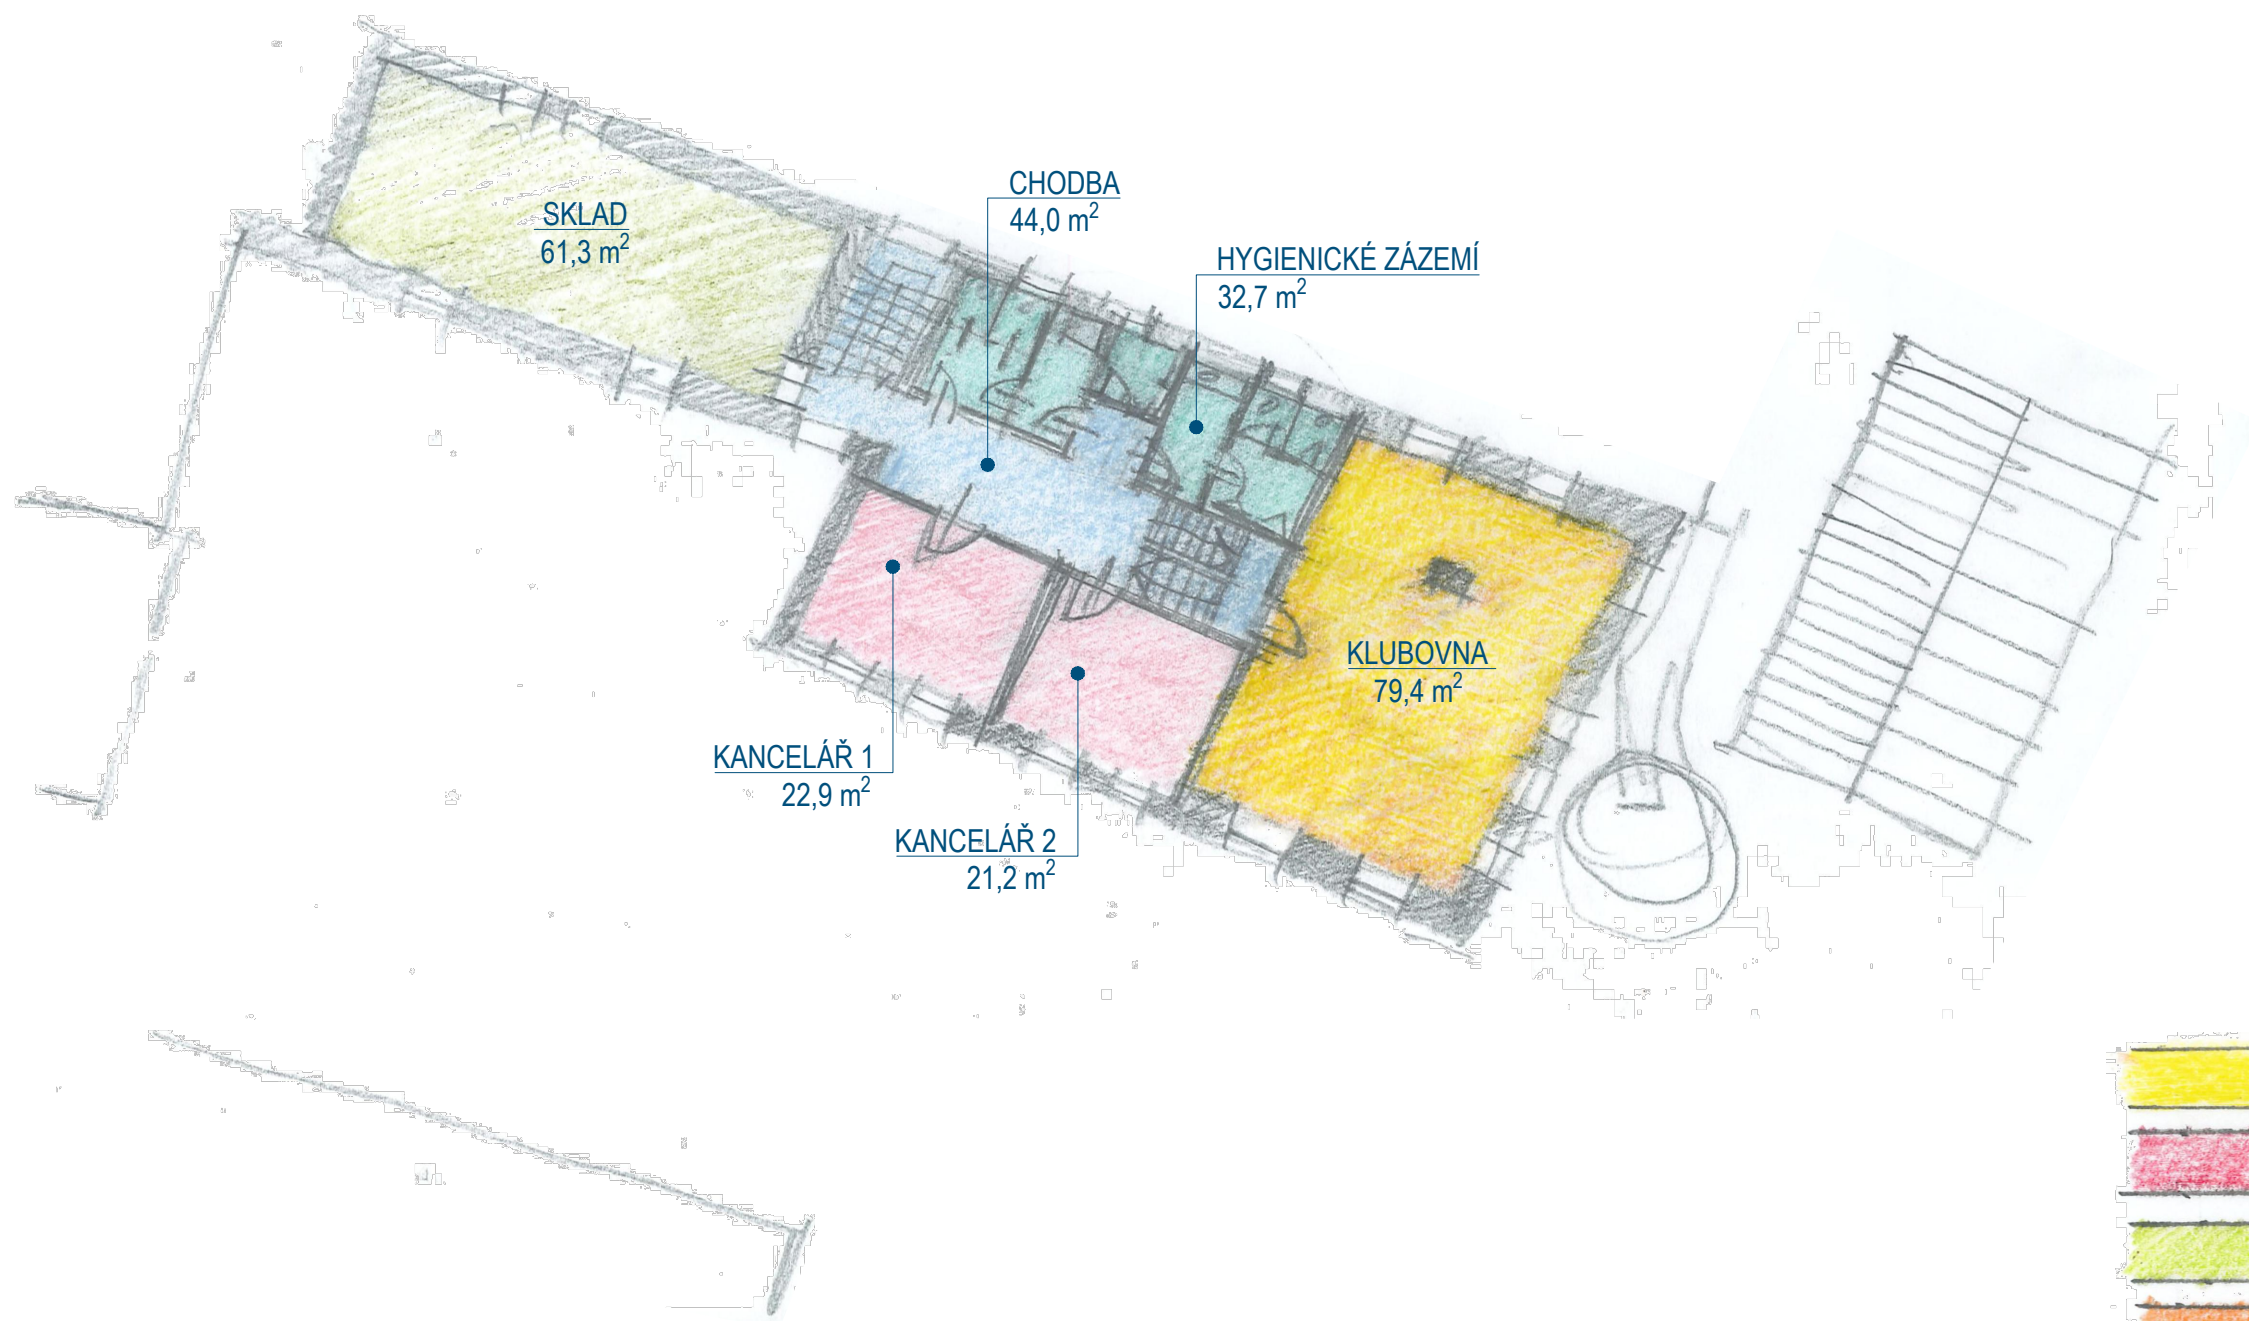 SKLAD
61,3 m²
CHODBA
44,0 m²
HYGIENICKÉ ZÁZEMÍ
32,7 m²
KLUBOVNA
79,4 m²
KANCELÁŘ 1
22,9 m²
KANCELÁŘ 2
21,2 m²